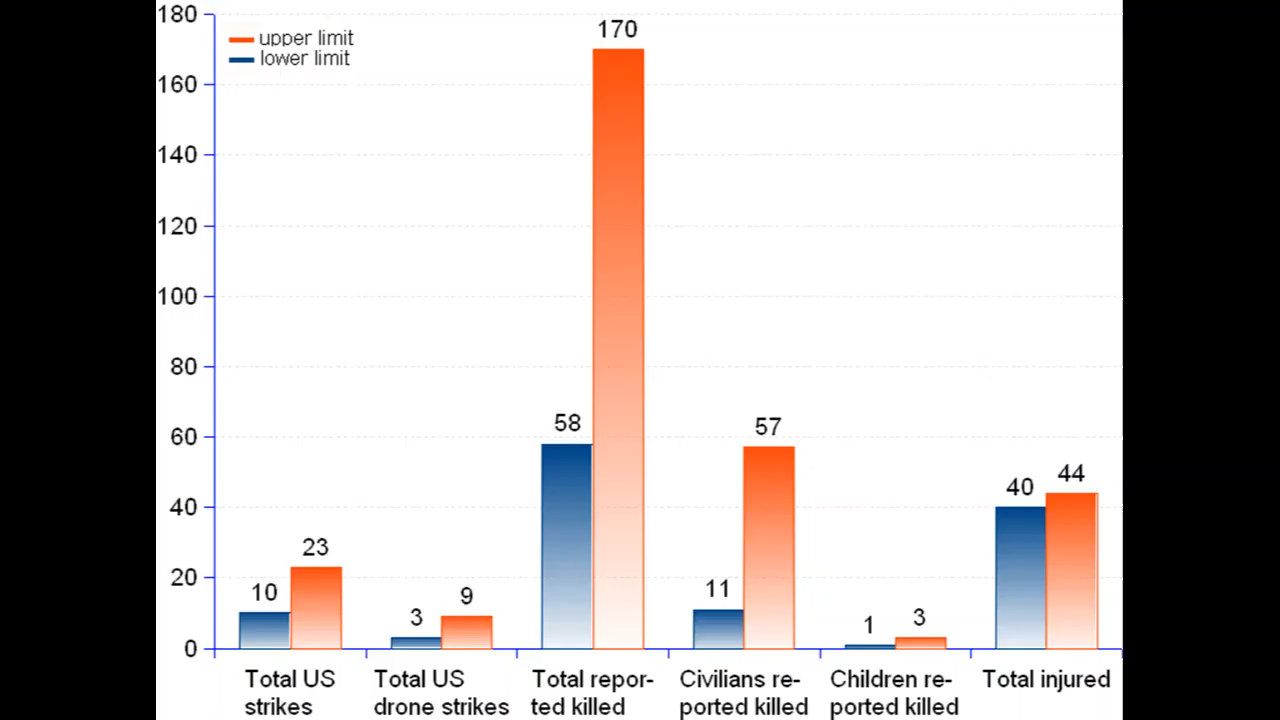 180
170
upper limit
lower limit
160
140
120
100
80
60
58
57
40
40
44
23
20
10
3
9
11
1
3
0
Total US
strikes
Total US
drone strikes
Total repor-
ted killed
Civilians re-
ported killed
Children re-
ported killed
Total injured